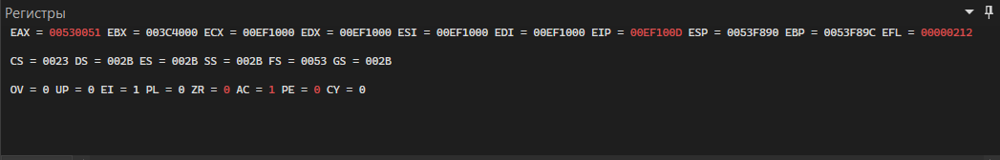 Регистры
EAX = 00530051 EBX = 003C4000 ECX = 00EF1000 EDX = 00EF1000 ESI = 00EF1000 EDI = 00EF1000 EIP = 00EF100D ESP = 0053F890 EBP = 0053F89C EFL = 00000212
CS = 0023 DS = 002B ES = 002B SS = 002B FS = 0053 GS = 002B
OV = 0 UP = 0 EI = 1 PL = 0 ZR = 0 AC = 1 PE = 0 CY = 0